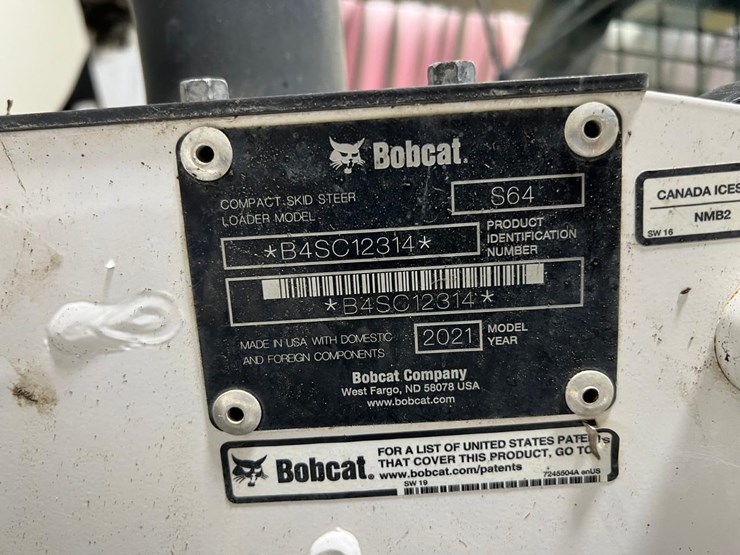 Bobcat.
COMPACT SKID STEER
LOADER MODEL
S64
*B4SC12314*
PRODUCT
IDENTIFICATION
NUMBER
*B4SC12314*
MADE IN USA WITH DOMESTIC
AND FOREIGN COMPONENTS
2021
MODEL
YEAR
Bobcat Company
West Fargo, ND 58078 USA
www.bobcat.com
CANADA ICES
NMB2
SW 16
Bobcat.
FOR A LIST OF UNITED STATES PATENTS
THAT COVER THIS PRODUCT, GO TO
www.bobcat.com/patents
7245504A enUS
SW 19